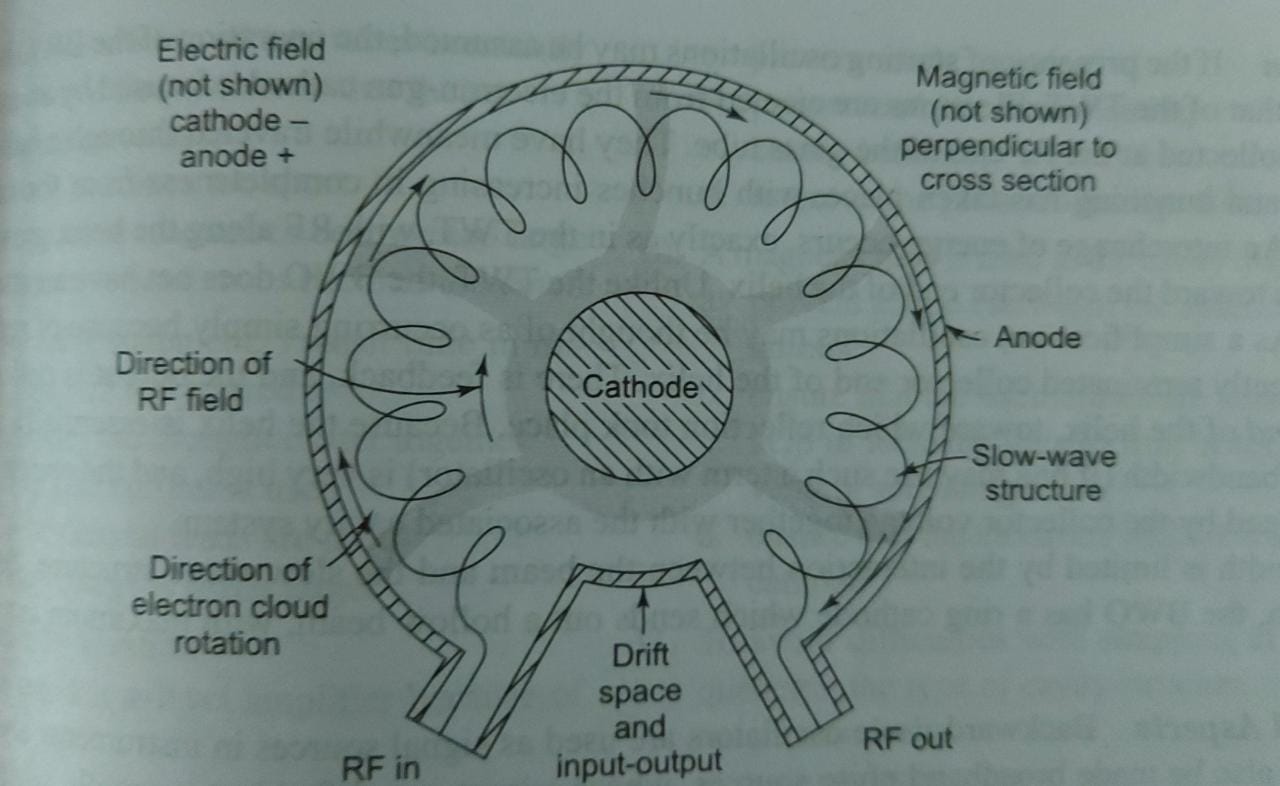 Electric field
(not shown)
cathode –
anode +
Magnetic field
(not shown)
perpendicular to
cross section
Direction of
RF field
Cathode
Anode
Slow-wave
structure
Direction of
electron cloud
rotation
Drift
space
and
input-output
RF in
RF out